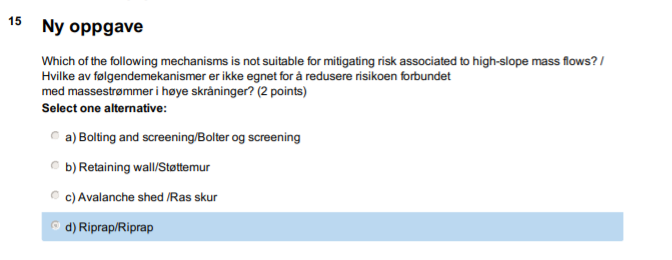 15 Ny oppgave
Which of the following mechanisms is not suitable for mitigating risk associated to high-slope mass flows? /
Hvilke av følgendemekanismer er ikke egnet for å redusere risikoen forbundet
med massestrømmer i høye skråninger? (2 points)
Select one alternative:
a) Bolting and screening/Bolter og screening
b) Retaining wall/Støttemur
c) Avalanche shed /Ras skur
d) Riprap/Riprap